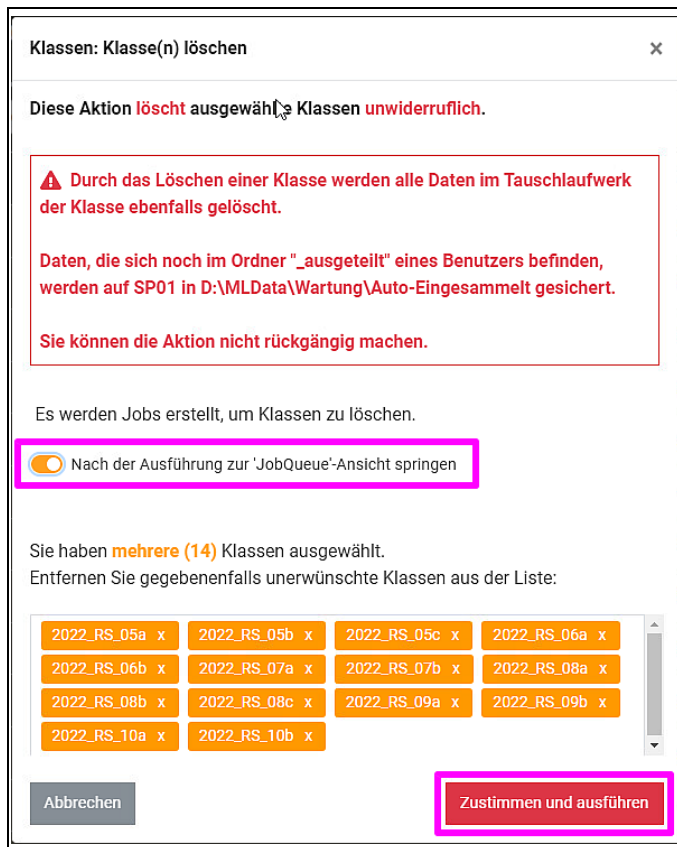 Klassen: Klasse(n) löschen ×
Diese Aktion löscht ausgewählte Klassen unwiderruflich.
Durch das Löschen einer Klasse werden alle Daten im Tauschlaufwerk
der Klasse ebenfalls gelöscht.
Daten, die sich noch im Ordner "_ausgeteilt" eines Benutzers befinden,
werden auf SP01 in D:\MLData\Wartung\Auto-Eingesammelt gesichert.
Sie können die Aktion nicht rückgängig machen.
Es werden Jobs erstellt, um Klassen zu löschen.
Nach der Ausführung zur 'JobQueue'-Ansicht springen
Sie haben mehrere (14) Klassen ausgewählt.
Entfernen Sie gegebenenfalls unerwünschte Klassen aus der Liste:
2022_RS_05a x 2022_RS_05b x 2022_RS_05c x 2022_RS_06a x
2022_RS_06b x 2022_RS_07a x 2022_RS_07b x 2022_RS_08a x
2022_RS_08b x 2022_RS_08c x 2022_RS_09a x 2022_RS_09b x
2022_RS_10a x 2022_RS_10b x
Abbrechen Zustimmen und ausführen